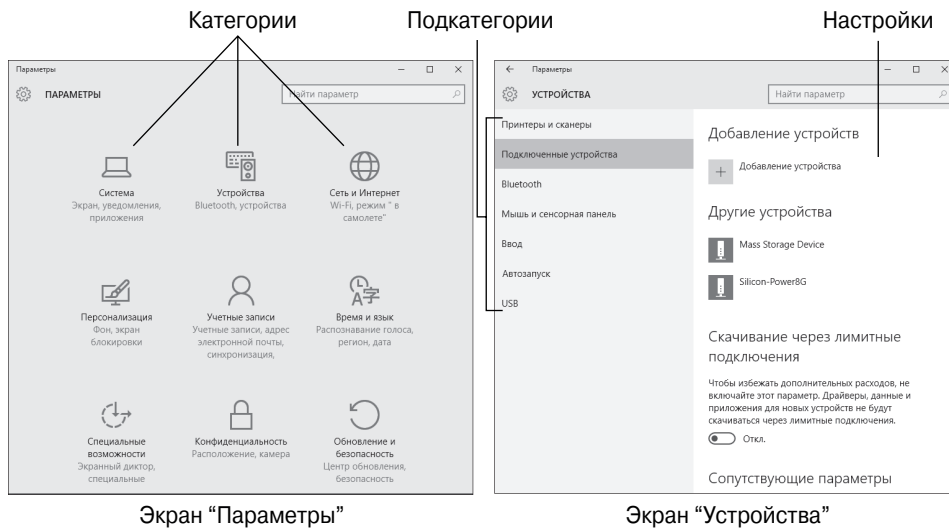 Категории
Подкатегории
Настройки
Параметры
ПАРАМЕТРЫ
Найти параметр
Система
Экран, уведомления,
приложения
Устройства
Bluetooth, устройства
Сеть и Интернет
Wi-Fi, режим " в
самолете"
Персонализация
Фон, экран
блокировки
Учетные записи
Учетные записи, адрес
электронной почты,
синхронизация,
Время и язык
Распознавание голоса,
регион, дата
Специальные
возможности
Экранный диктор,
специальные
Конфиденциальность
Расположение, камера
Обновление и
безопасность
Центр обновления,
безопасность
Экран “Параметры”
Параметры
УСТРОЙСТВА
Найти параметр
Принтеры и сканеры
Подключенные устройства
Bluetooth
Мышь и сенсорная панель
Ввод
Автозапуск
USB
Добавление устройств
Добавление устройства
Другие устройства
Mass Storage Device
Silicon-Power8G
Скачивание через лимитные
подключения
Чтобы избежать дополнительных расходов, не
включайте этот параметр. Драйверы, данные и
приложения для новых устройств не будут
скачиваться через лимитные подключения.
Откл.
Сопутствующие параметры
Экран “Устройства”